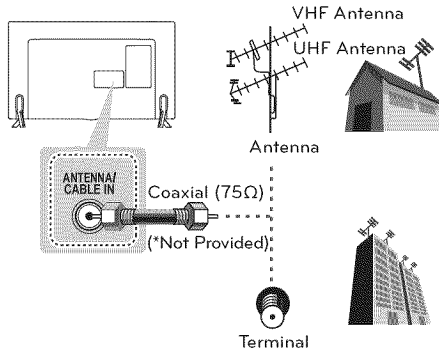 VHF Antenna
UHF Antenna
Antenna
ANTENNA/
CABLE IN
Coaxial (75Ω)
(*Not Provided)
Terminal